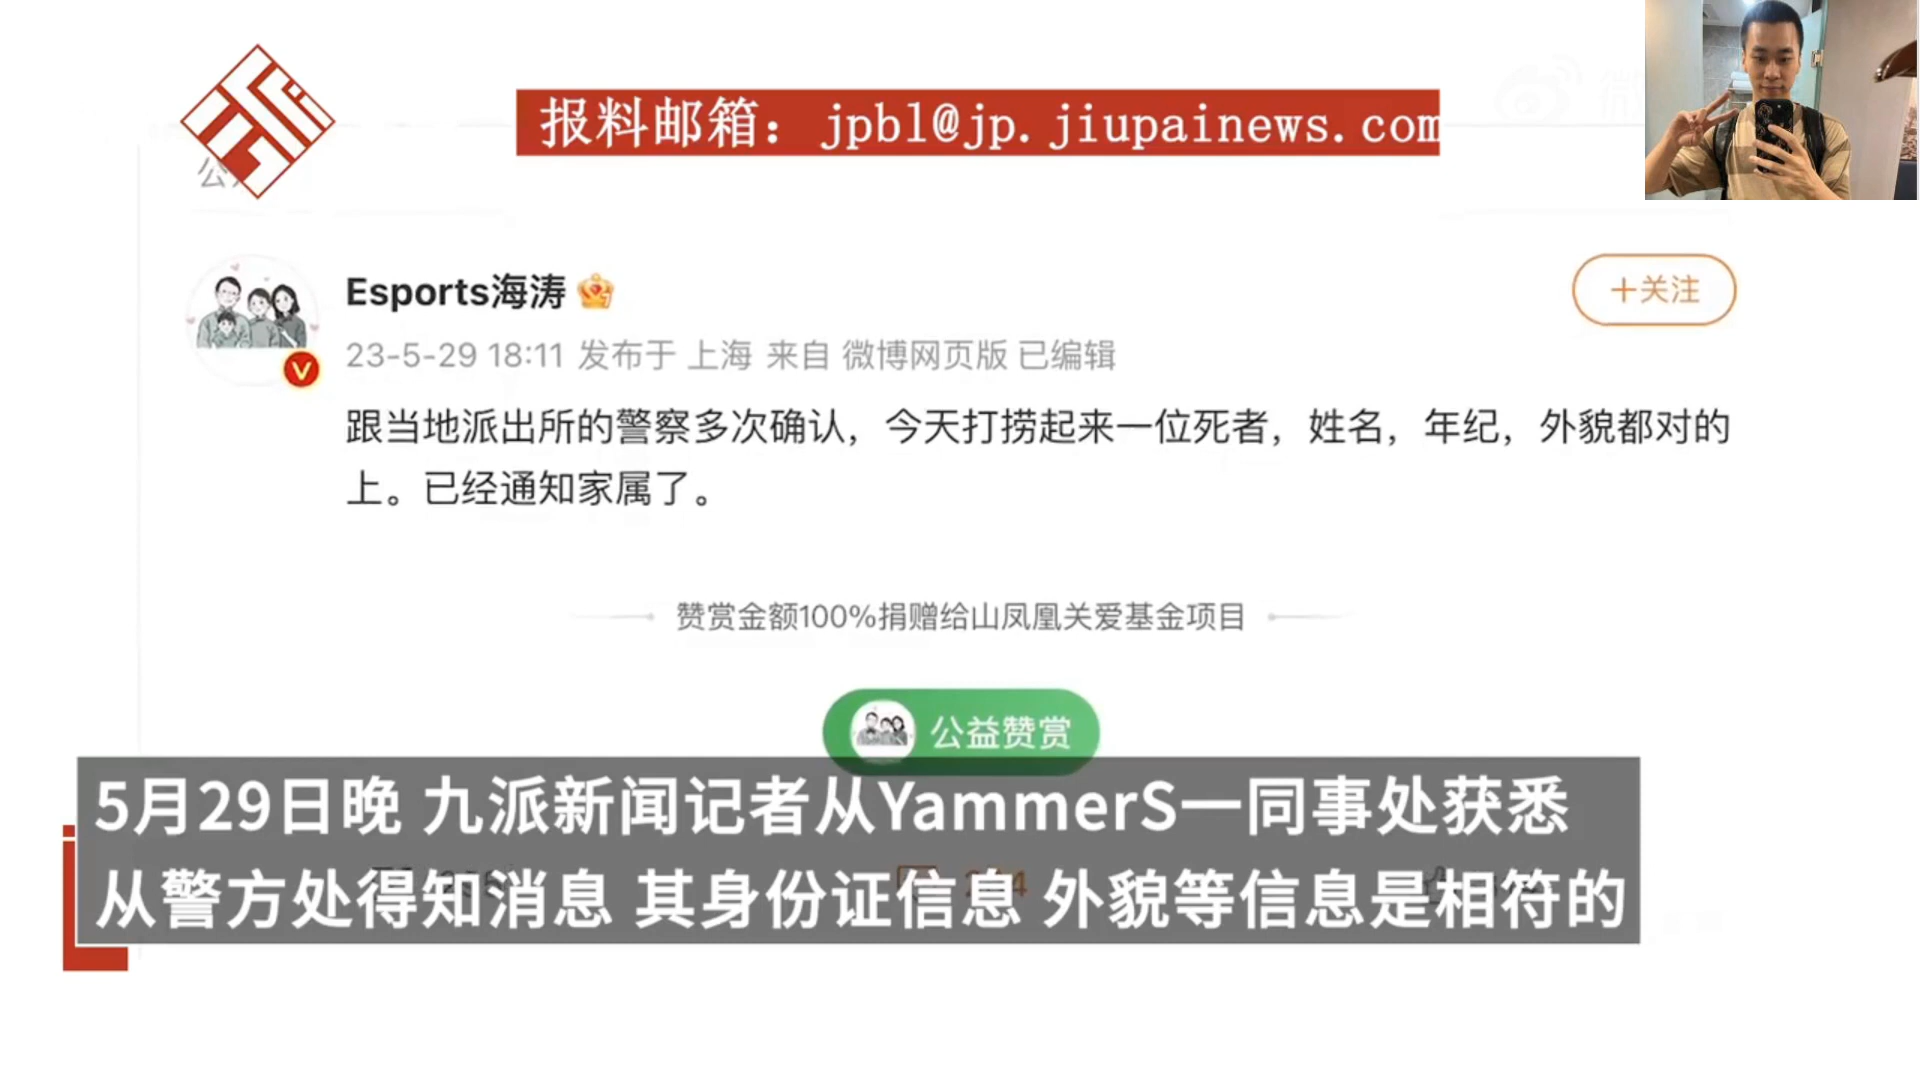 报料邮箱：jpbl@jp.jiupainews.com
公
Esports海涛
+关注
23-5-29 18:11 发布于 上海 来自 微博网页版 已编辑
跟当地派出所的警察多次确认，今天打捞起来一位死者，姓名，年纪，外貌都对的
上。已经通知家属了。
赞赏金额100%捐赠给山凤凰关爱基金项目
公益赞赏
5月29日晚 九派新闻记者从YammerS一同事处获悉
从警方处得知消息 其身份证信息 外貌等信息是相符的